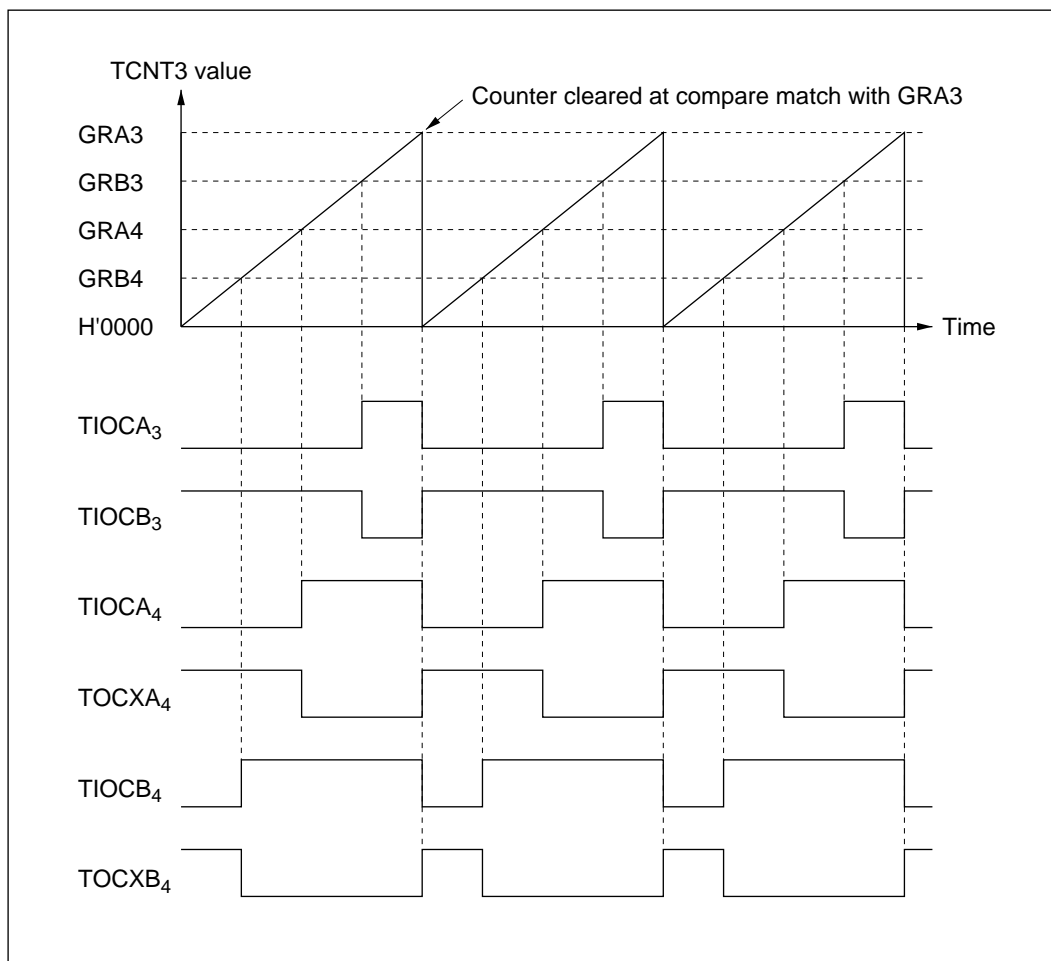 TCNT3 value
Counter cleared at compare match with GRA3
GRA3
GRB3
GRA4
GRB4
H'0000
Time
TIOCA3
TIOCB3
TIOCA4
TOCXA4
TIOCB4
TOCXB4